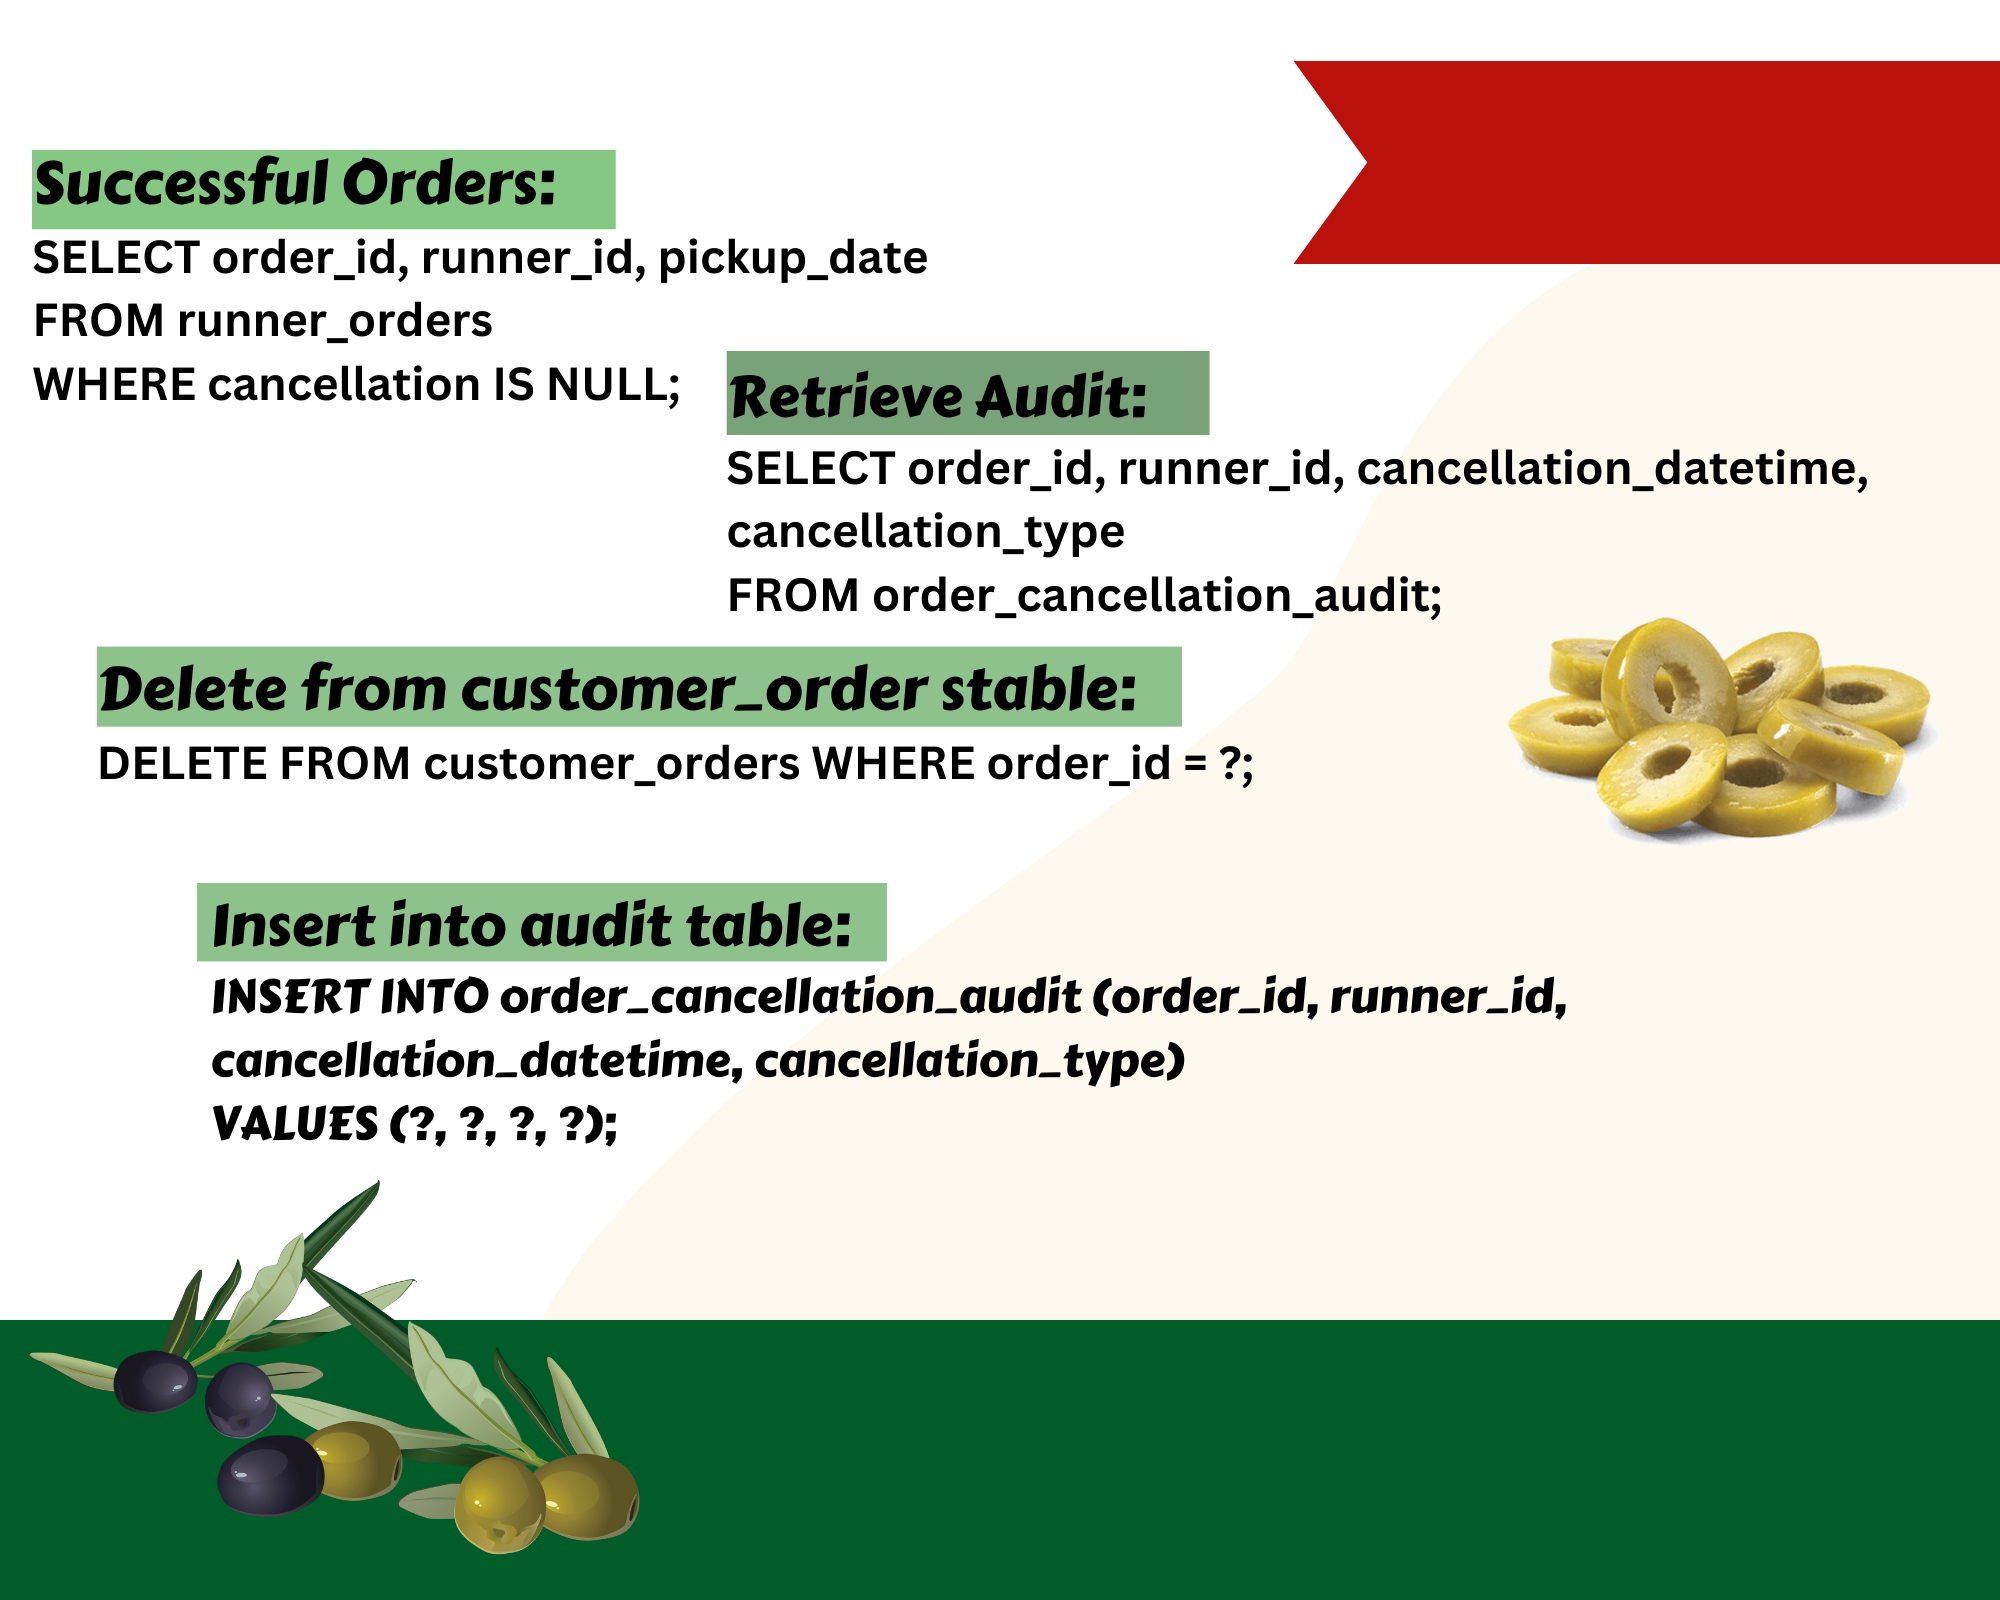 Successful Orders:
SELECT order_id, runner_id, pickup_date
FROM runner_orders
WHERE cancellation IS NULL;
Retrieve Audit:
SELECT order_id, runner_id, cancellation_datetime,
cancellation_type
FROM order_cancellation_audit;
Delete from customer_order stable:
DELETE FROM customer_orders WHERE order_id = ?;
Insert into audit table:
INSERT INTO order_cancellation_audit (order_id, runner_id,
cancellation_datetime, cancellation_type)
VALUES (?, ?, ?, ?);